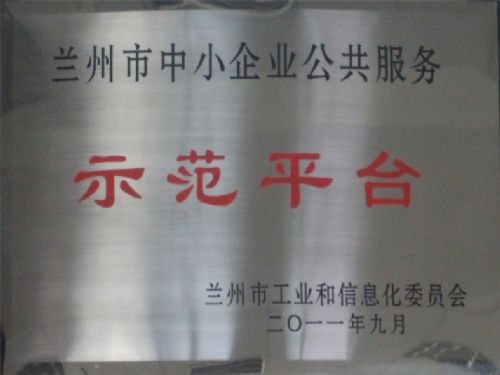 兰州市中小企业公共服务
示范平台
兰州市工业和信息化委员会
二〇一一年九月